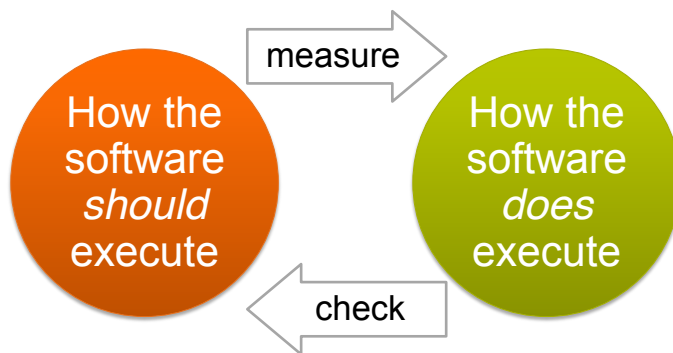 measure
How the
software
should
execute
How the
software
does
execute
check